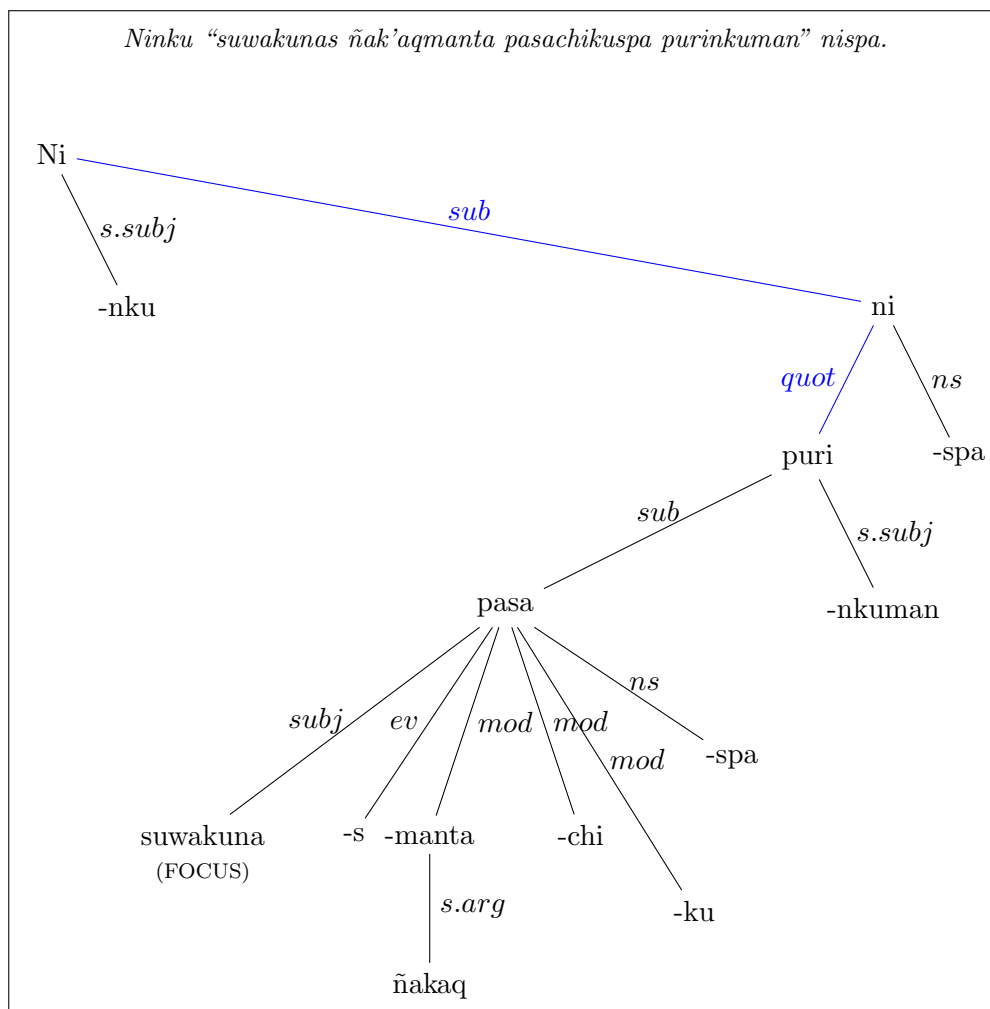 Ninku “suwakunas ñak'aqmanta pasachikuspa purinkuman” nispa.
Ni
sub
s.subj
-nku
ni
quot
ns
puri
-spa
sub
s.subj
pasa
-nkuman
ns
subj
ev
mod
mod
mod
-spa
suwakuna
(FOCUS)
-s
-manta
-chi
s.arg
-ku
ñakaq